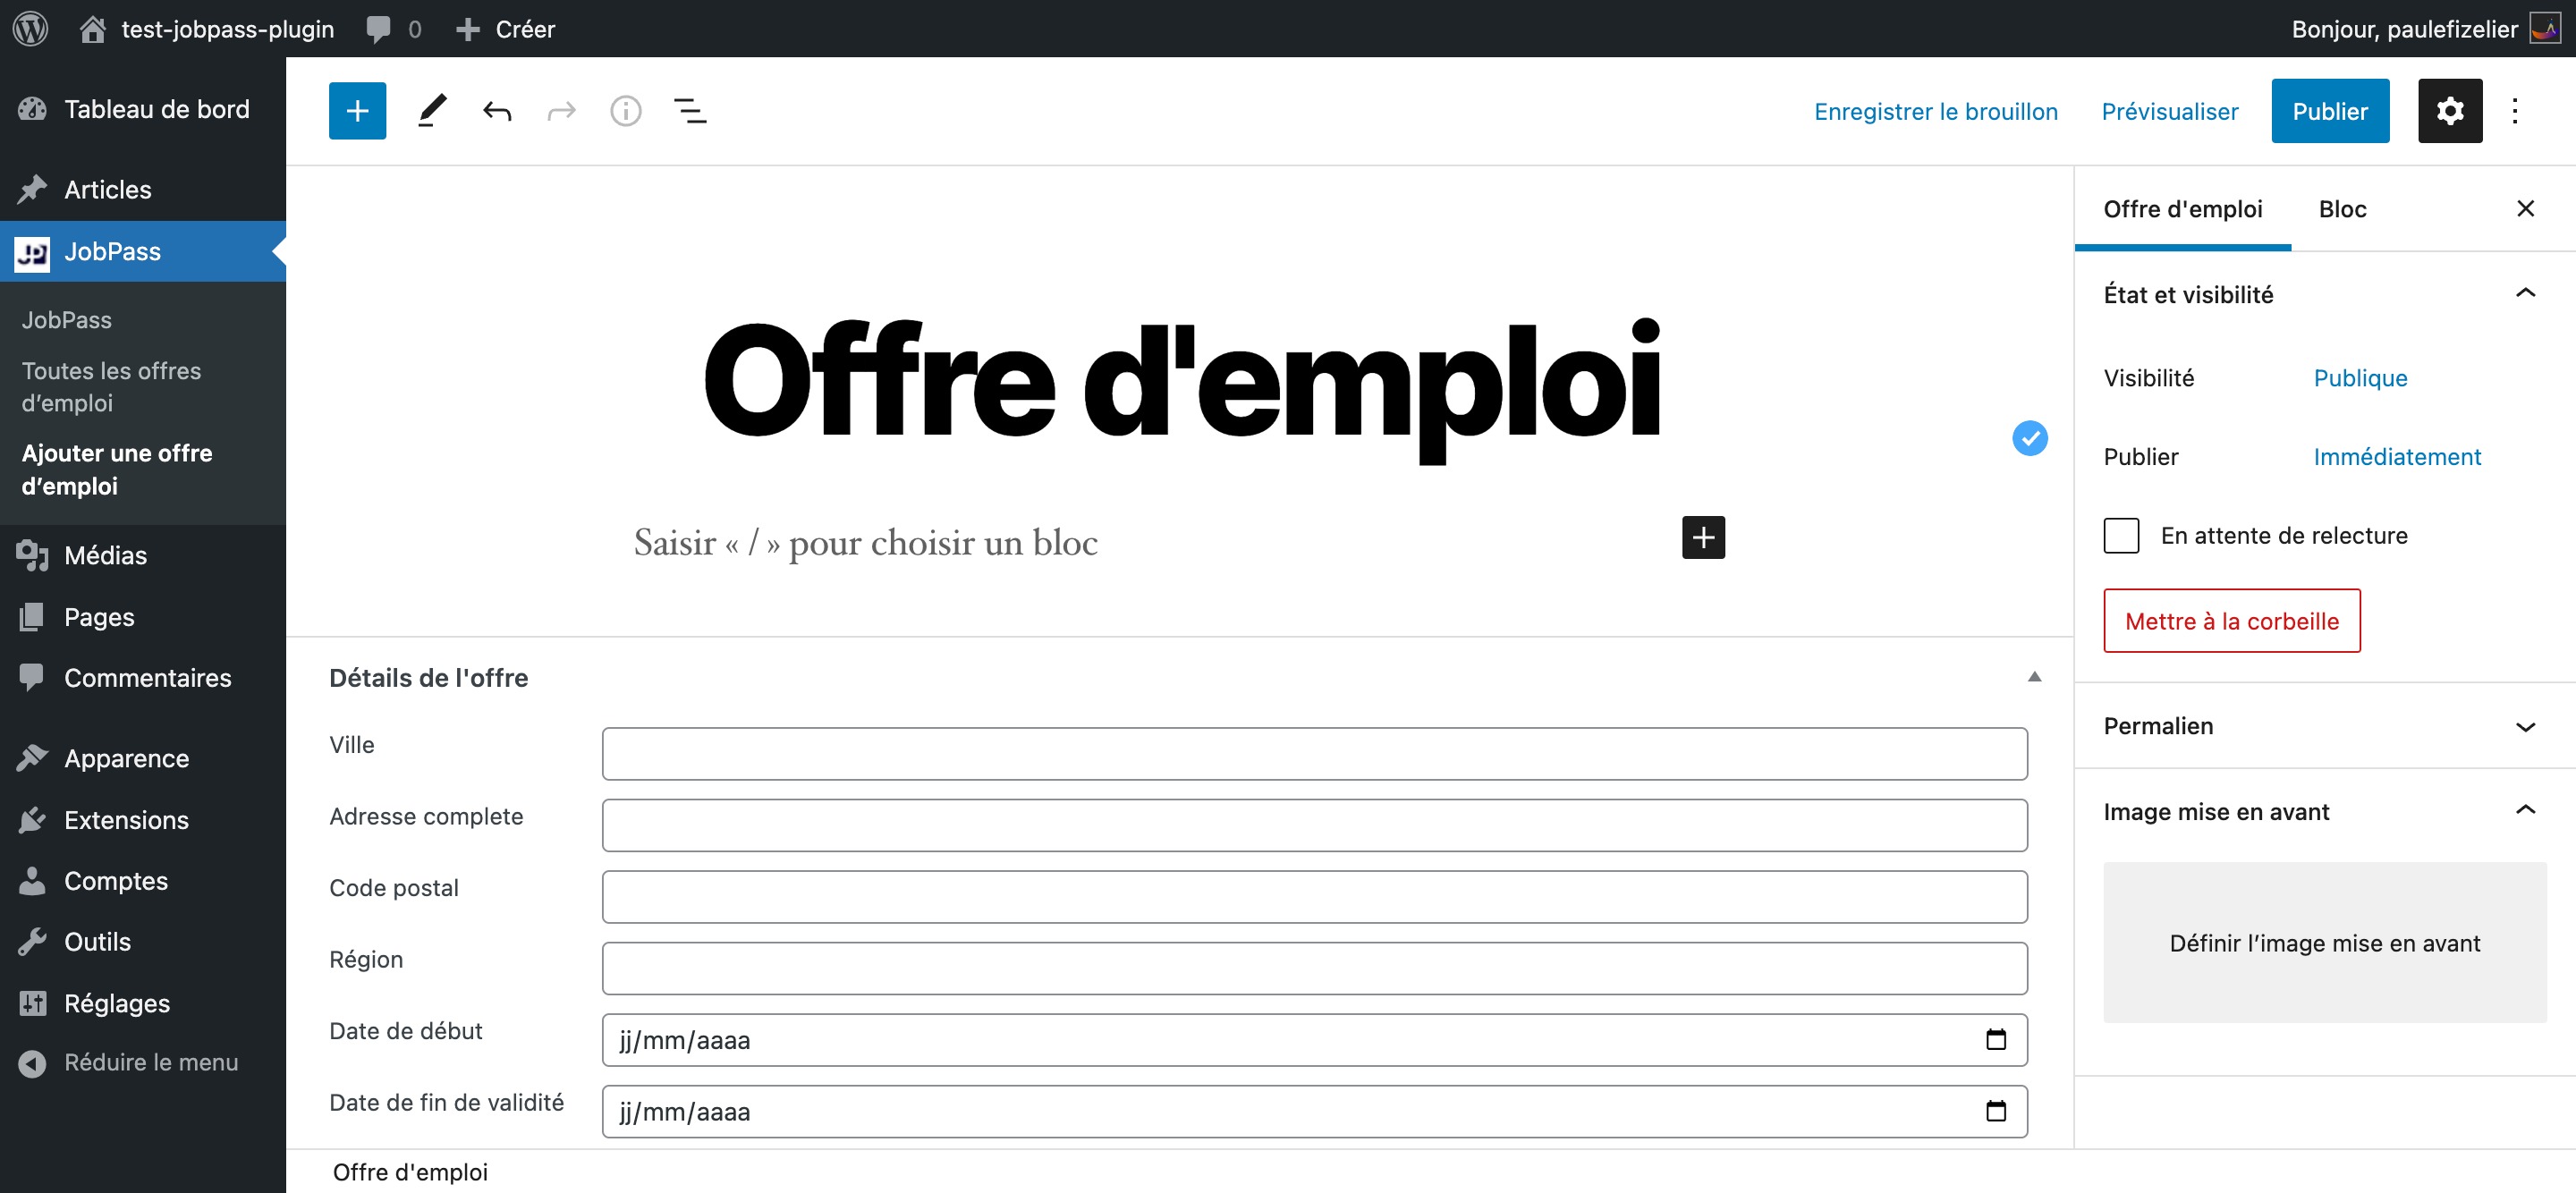 test-jobpass-plugin
0
Créer
Bonjour, paulefizelier
Tableau de bord
Articles
JobPass
JobPass
Toutes les offres
d’emploi
Ajouter une offre
d’emploi
Médias
Pages
Commentaires
Apparence
Extensions
Comptes
Outils
Réglages
Réduire le menu
Enregistrer le brouillon
Prévisualiser
Publier
Offre d'emploi
Saisir « / » pour choisir un bloc
Détails de l'offre
Ville
Adresse complete
Code postal
Région
Date de début
jj/mm/aaaa
Date de fin de validité
jj/mm/aaaa
Offre d'emploi
Offre d'emploi
Bloc
État et visibilité
Visibilité
Publique
Publier
Immédiatement
En attente de relecture
Mettre à la corbeille
Permalien
Image mise en avant
Définir l’image mise en avant